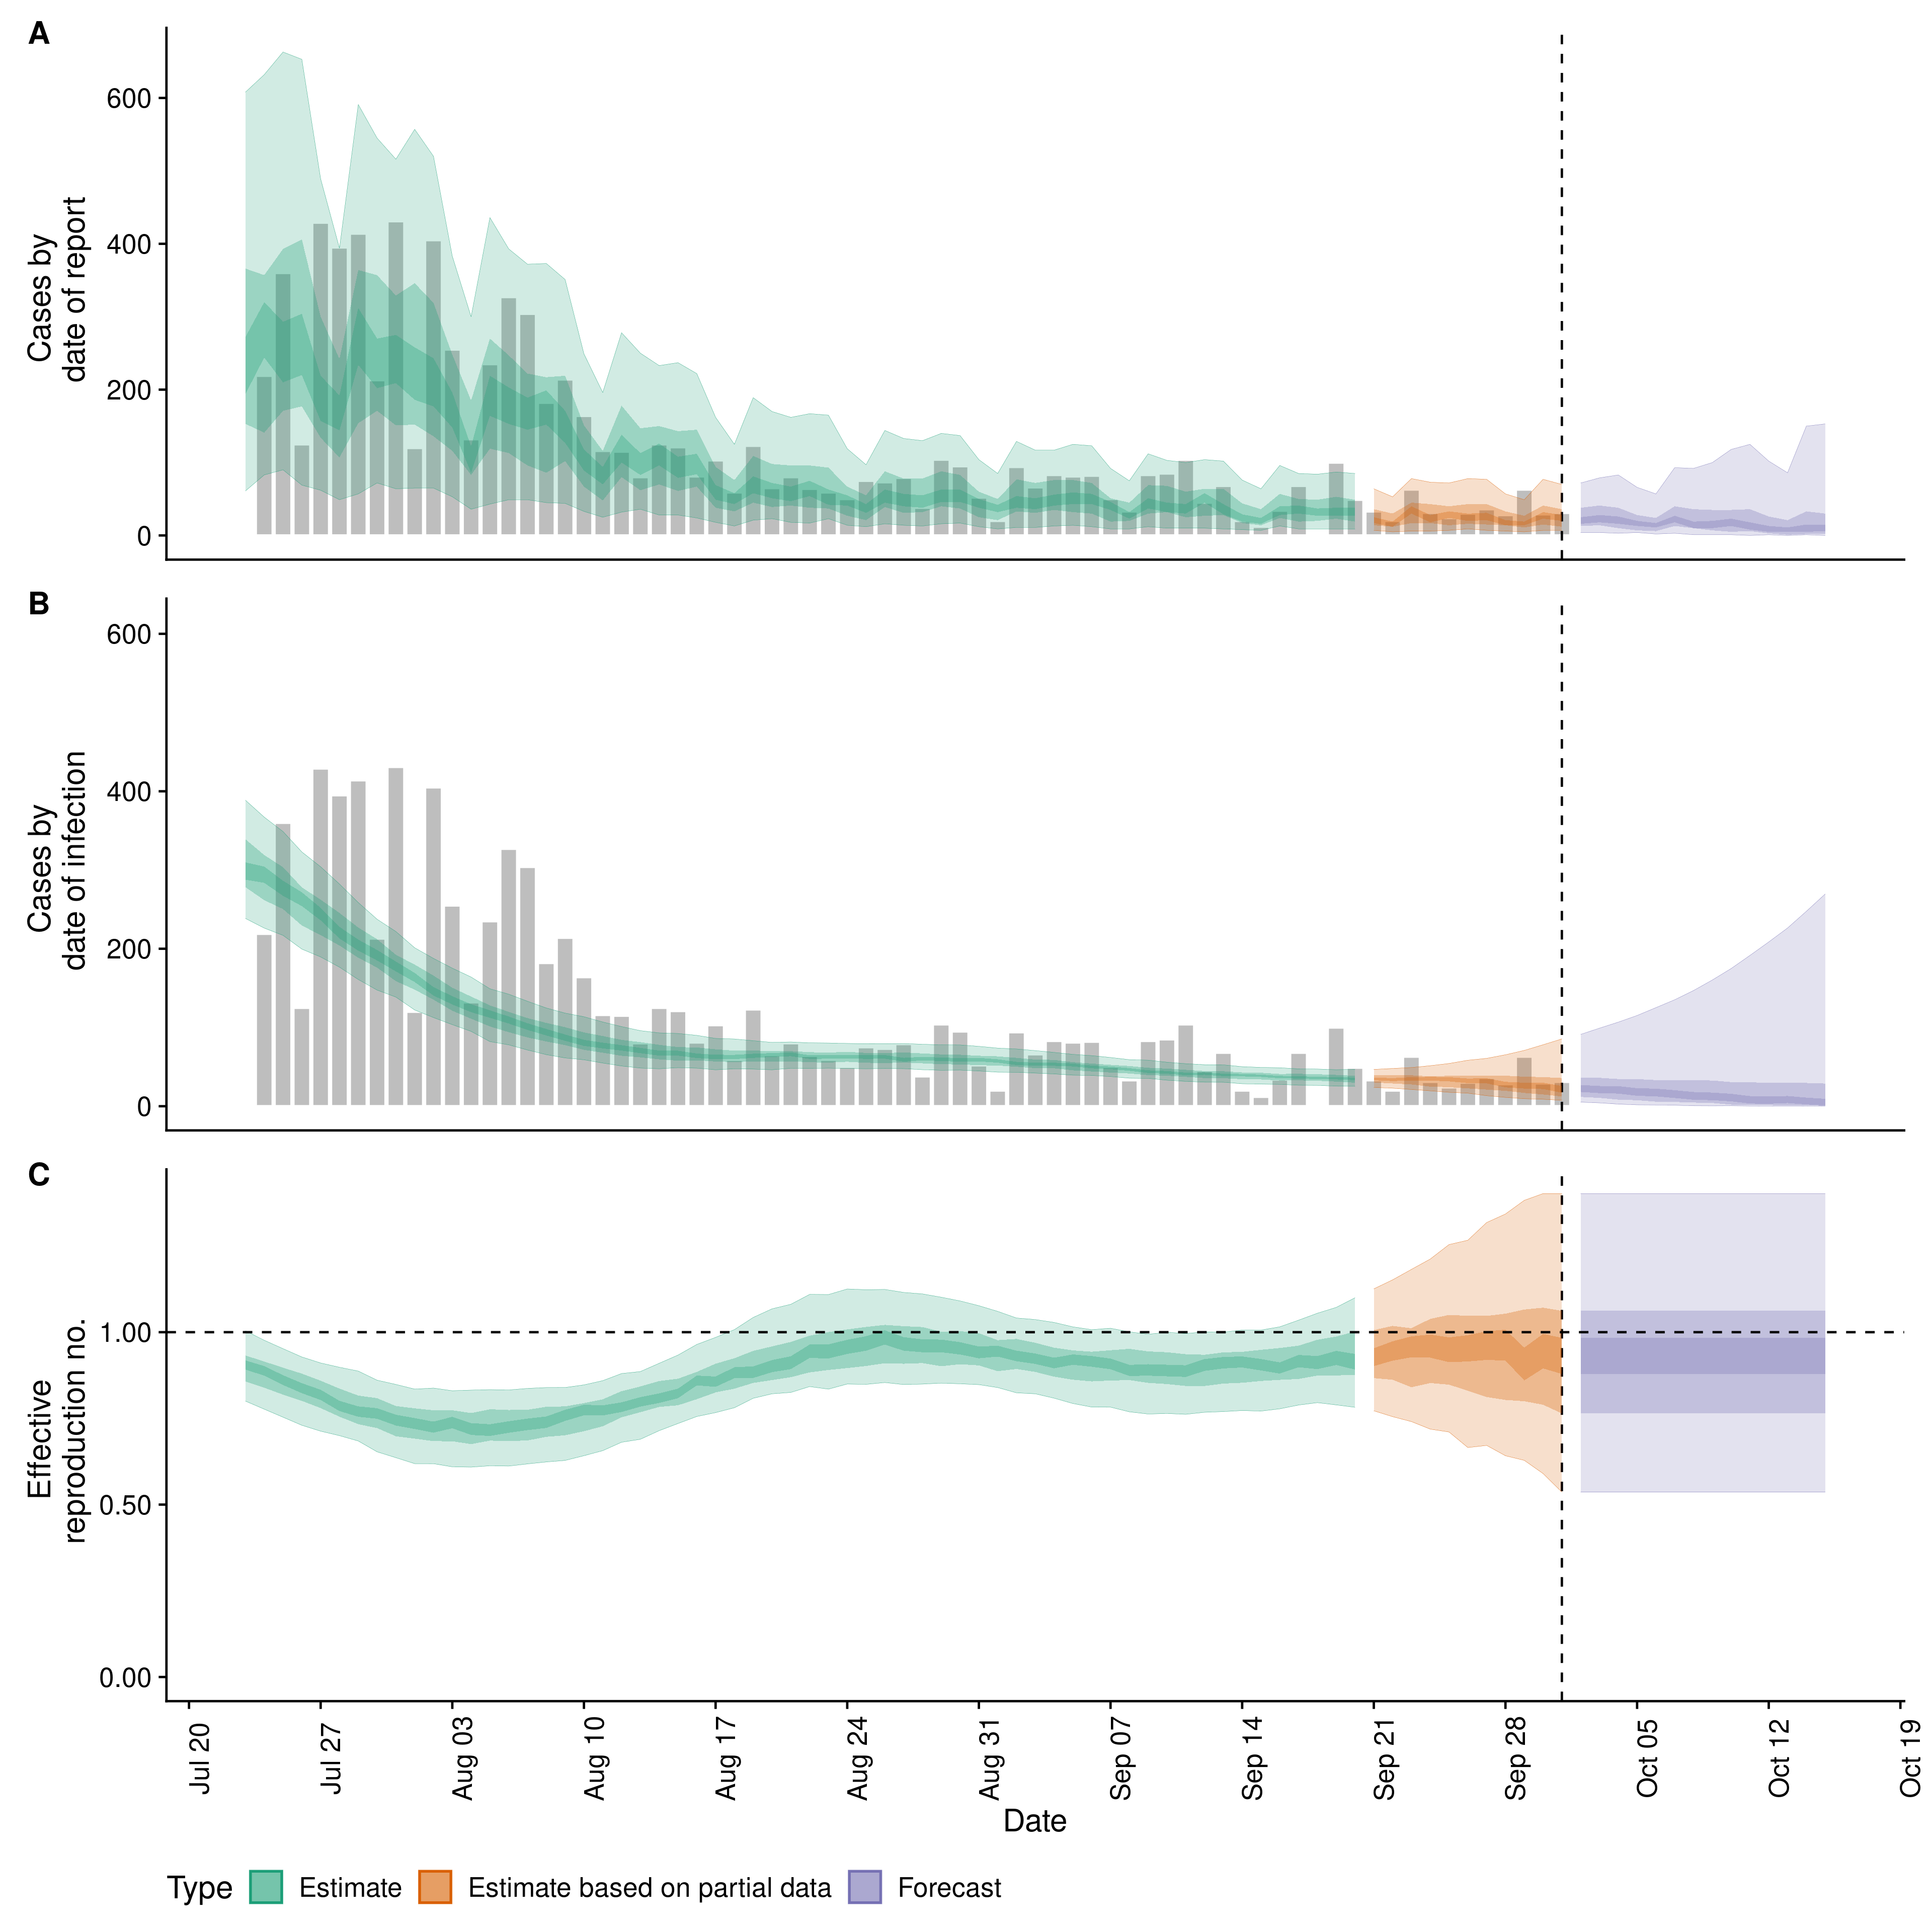 A
Cases by
date of report
600
400
200
0
B
Cases by
date of infection
600
400
200
0
C
Effective
reproduction no.
1.00
0.50
0.00
Jul 20
Jul 27
Aug 03
Aug 10
Aug 17
Aug 24
Aug 31
Sep 07
Sep 14
Sep 21
Sep 28
Oct 05
Oct 12
Oct 19
Date
Type Estimate Estimate based on partial data Forecast